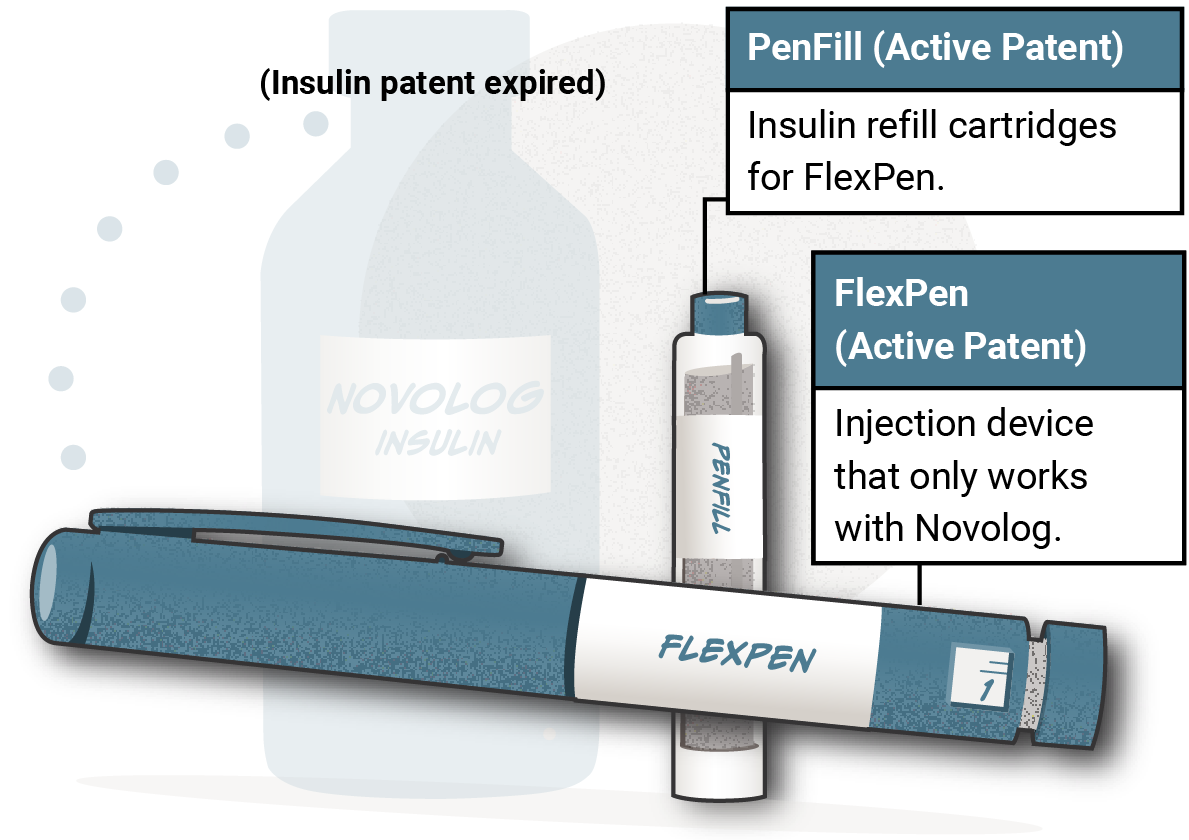 (Insulin patent expired)
PenFill (Active Patent)
Insulin refill cartridges
for FlexPen.
FlexPen
(Active Patent)
Injection device
that only works
with Novolog.
NOVOLOG
INSULIN
PENFILL
FLEXPEN
1